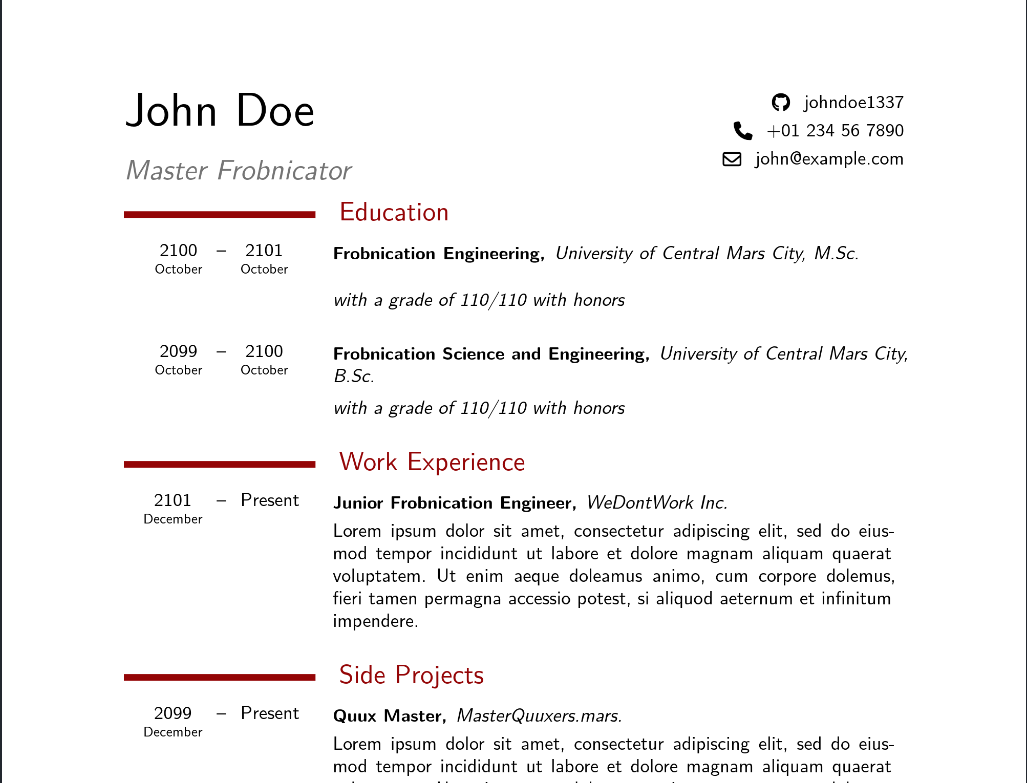 John Doe
johndoe1337
+01 234 56 7890
john@example.com
Master Frobnicator
Education
2100 – 2101
October October
Frobnication Engineering, University of Central Mars City, M.Sc.
with a grade of 110/110 with honors
2099 – 2100
October October
Frobnication Science and Engineering, University of Central Mars City,
B.Sc.
with a grade of 110/110 with honors
Work Experience
2101 – Present
December
Junior Frobnication Engineer, WeDontWork Inc.
Lorem ipsum dolor sit amet, consectetur adipiscing elit, sed do eius-
mod tempor incididunt ut labore et dolore magnam aliquam quaerat
voluptatem. Ut enim aeque doleamus animo, cum corpore dolemus,
fieri tamen permagna accessio potest, si aliquod aeternum et infinitum
impendere.
Side Projects
2099 – Present
December
Quux Master, MasterQuuxers.mars.
Lorem ipsum dolor sit amet, consectetur adipiscing elit, sed do eius-
mod tempor incididunt ut labore et dolore magnam aliquam quaerat